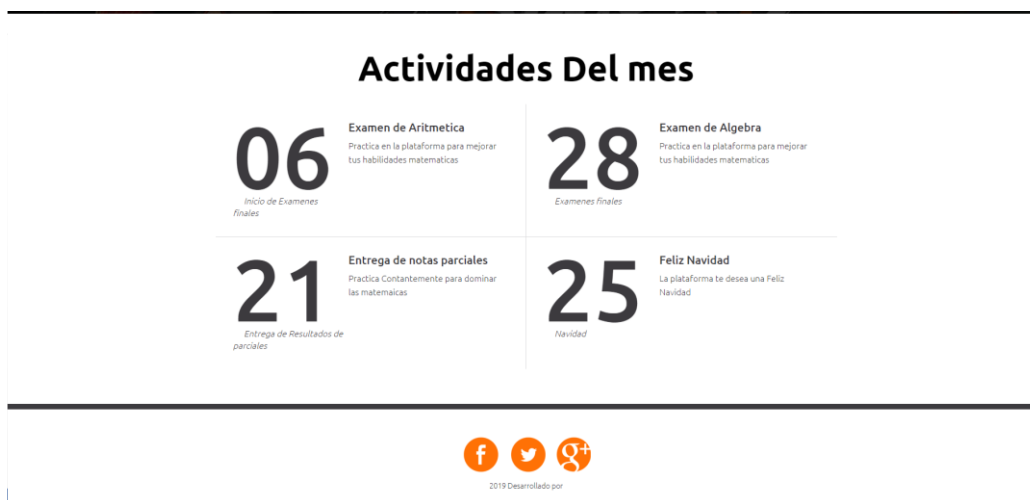 Actividades Del mes
06
Inicio de Examenes
finales
Examen de Aritmetica
Practica en la plataforma para mejorar
tus habilidades matematicas
28
Examenes finales
Examen de Algebra
Practica en la plataforma para mejorar
tus habilidades matematicas
21
Entrega de Resultados de
parciales
Entrega de notas parciales
Practica Contantemente para dominar
las matemaicas
25
Navidad
Feliz Navidad
La plataforma te desea una Feliz
Navidad
2019 Desarrollado por